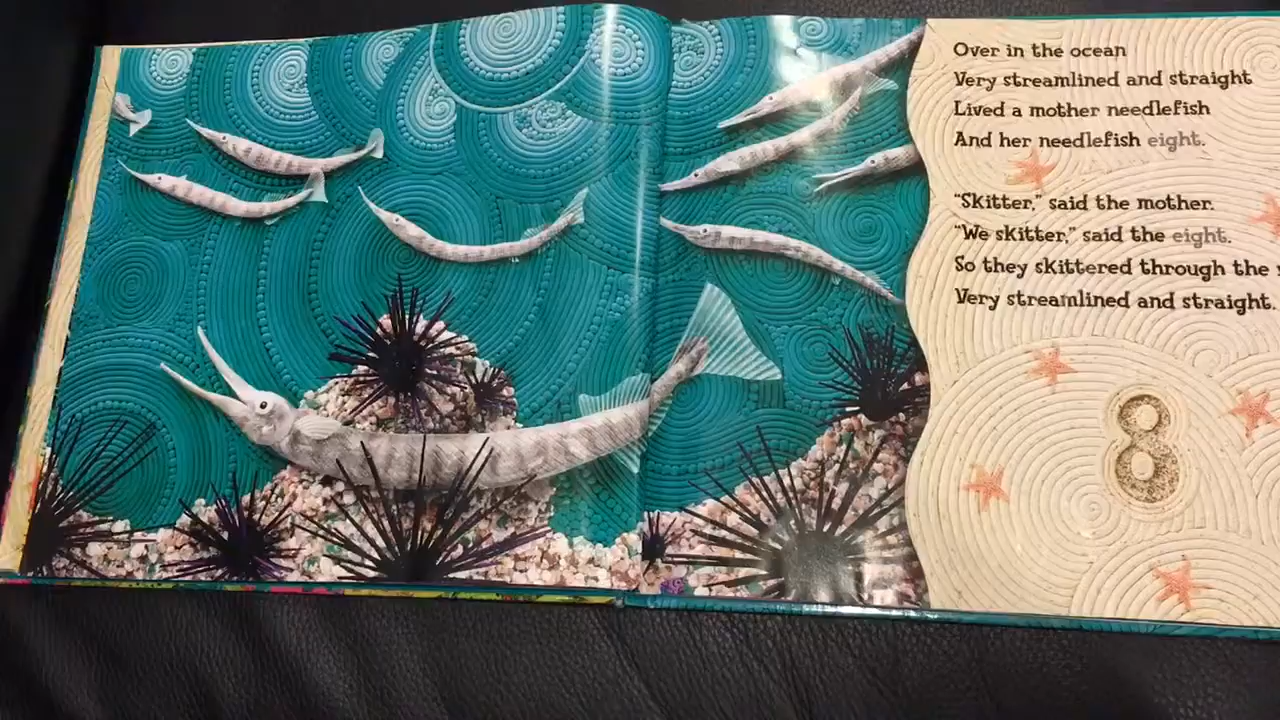 Over in the ocean
Very streamlined and straight
Lived a mother needlefish
And her needlefish eight.
“Skitter,” said the mother.
“We skitter,” said the eight.
So they skittered through the
Very streamlined and straight.
8